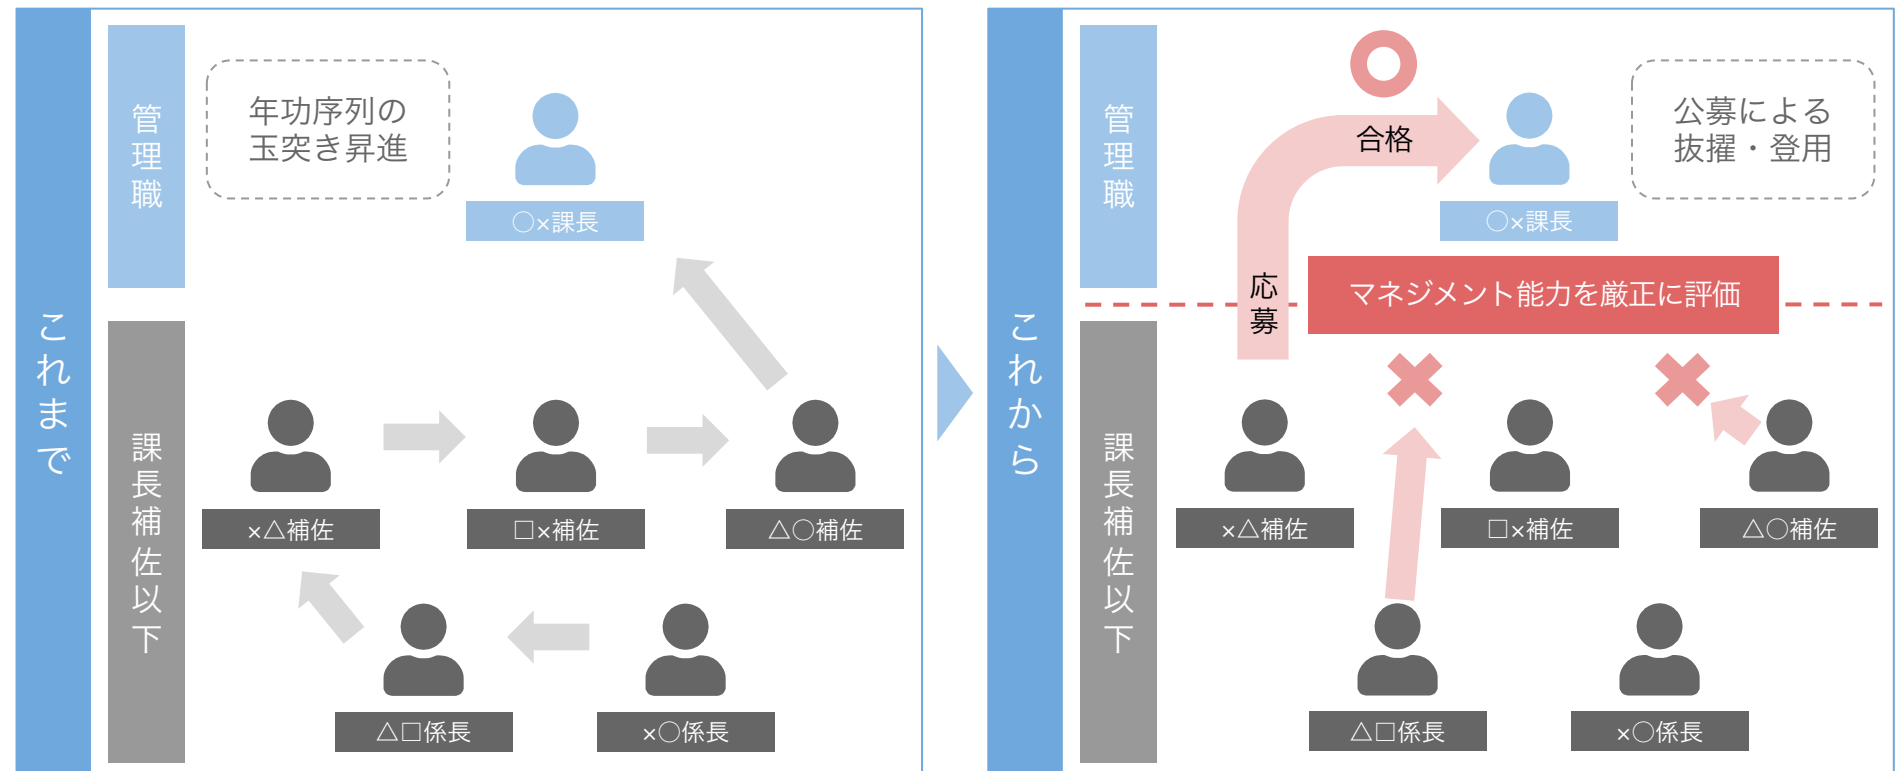 これまで
管理職
年功序列の
玉突き昇進
〇×課長
課長補佐以下
×△補佐
□×補佐
△〇補佐
△□係長
×〇係長
これから
管理職
合格
公募による
抜擢・登用
〇×課長
応募
マネジメント能力を厳正に評価
課長補佐以下
×△補佐
□×補佐
△〇補佐
△□係長
×〇係長